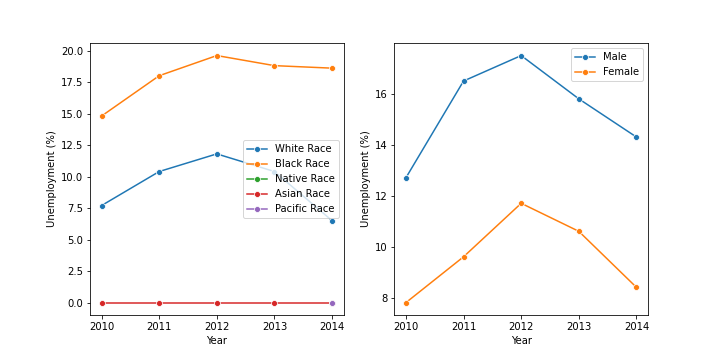 20.0
17.5
15.0
12.5
10.0
7.5
5.0
2.5
0.0
Unemployment (%)
White Race
Black Race
Native Race
Asian Race
Pacific Race
2010 2011 2012 2013 2014
Year
16
14
12
10
8
Unemployment (%)
Male
Female
2010 2011 2012 2013 2014
Year